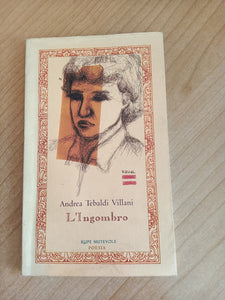 Andrea Tebaldi Villani
L'Ingombro
RUPE MUTEVOLE
POESIA